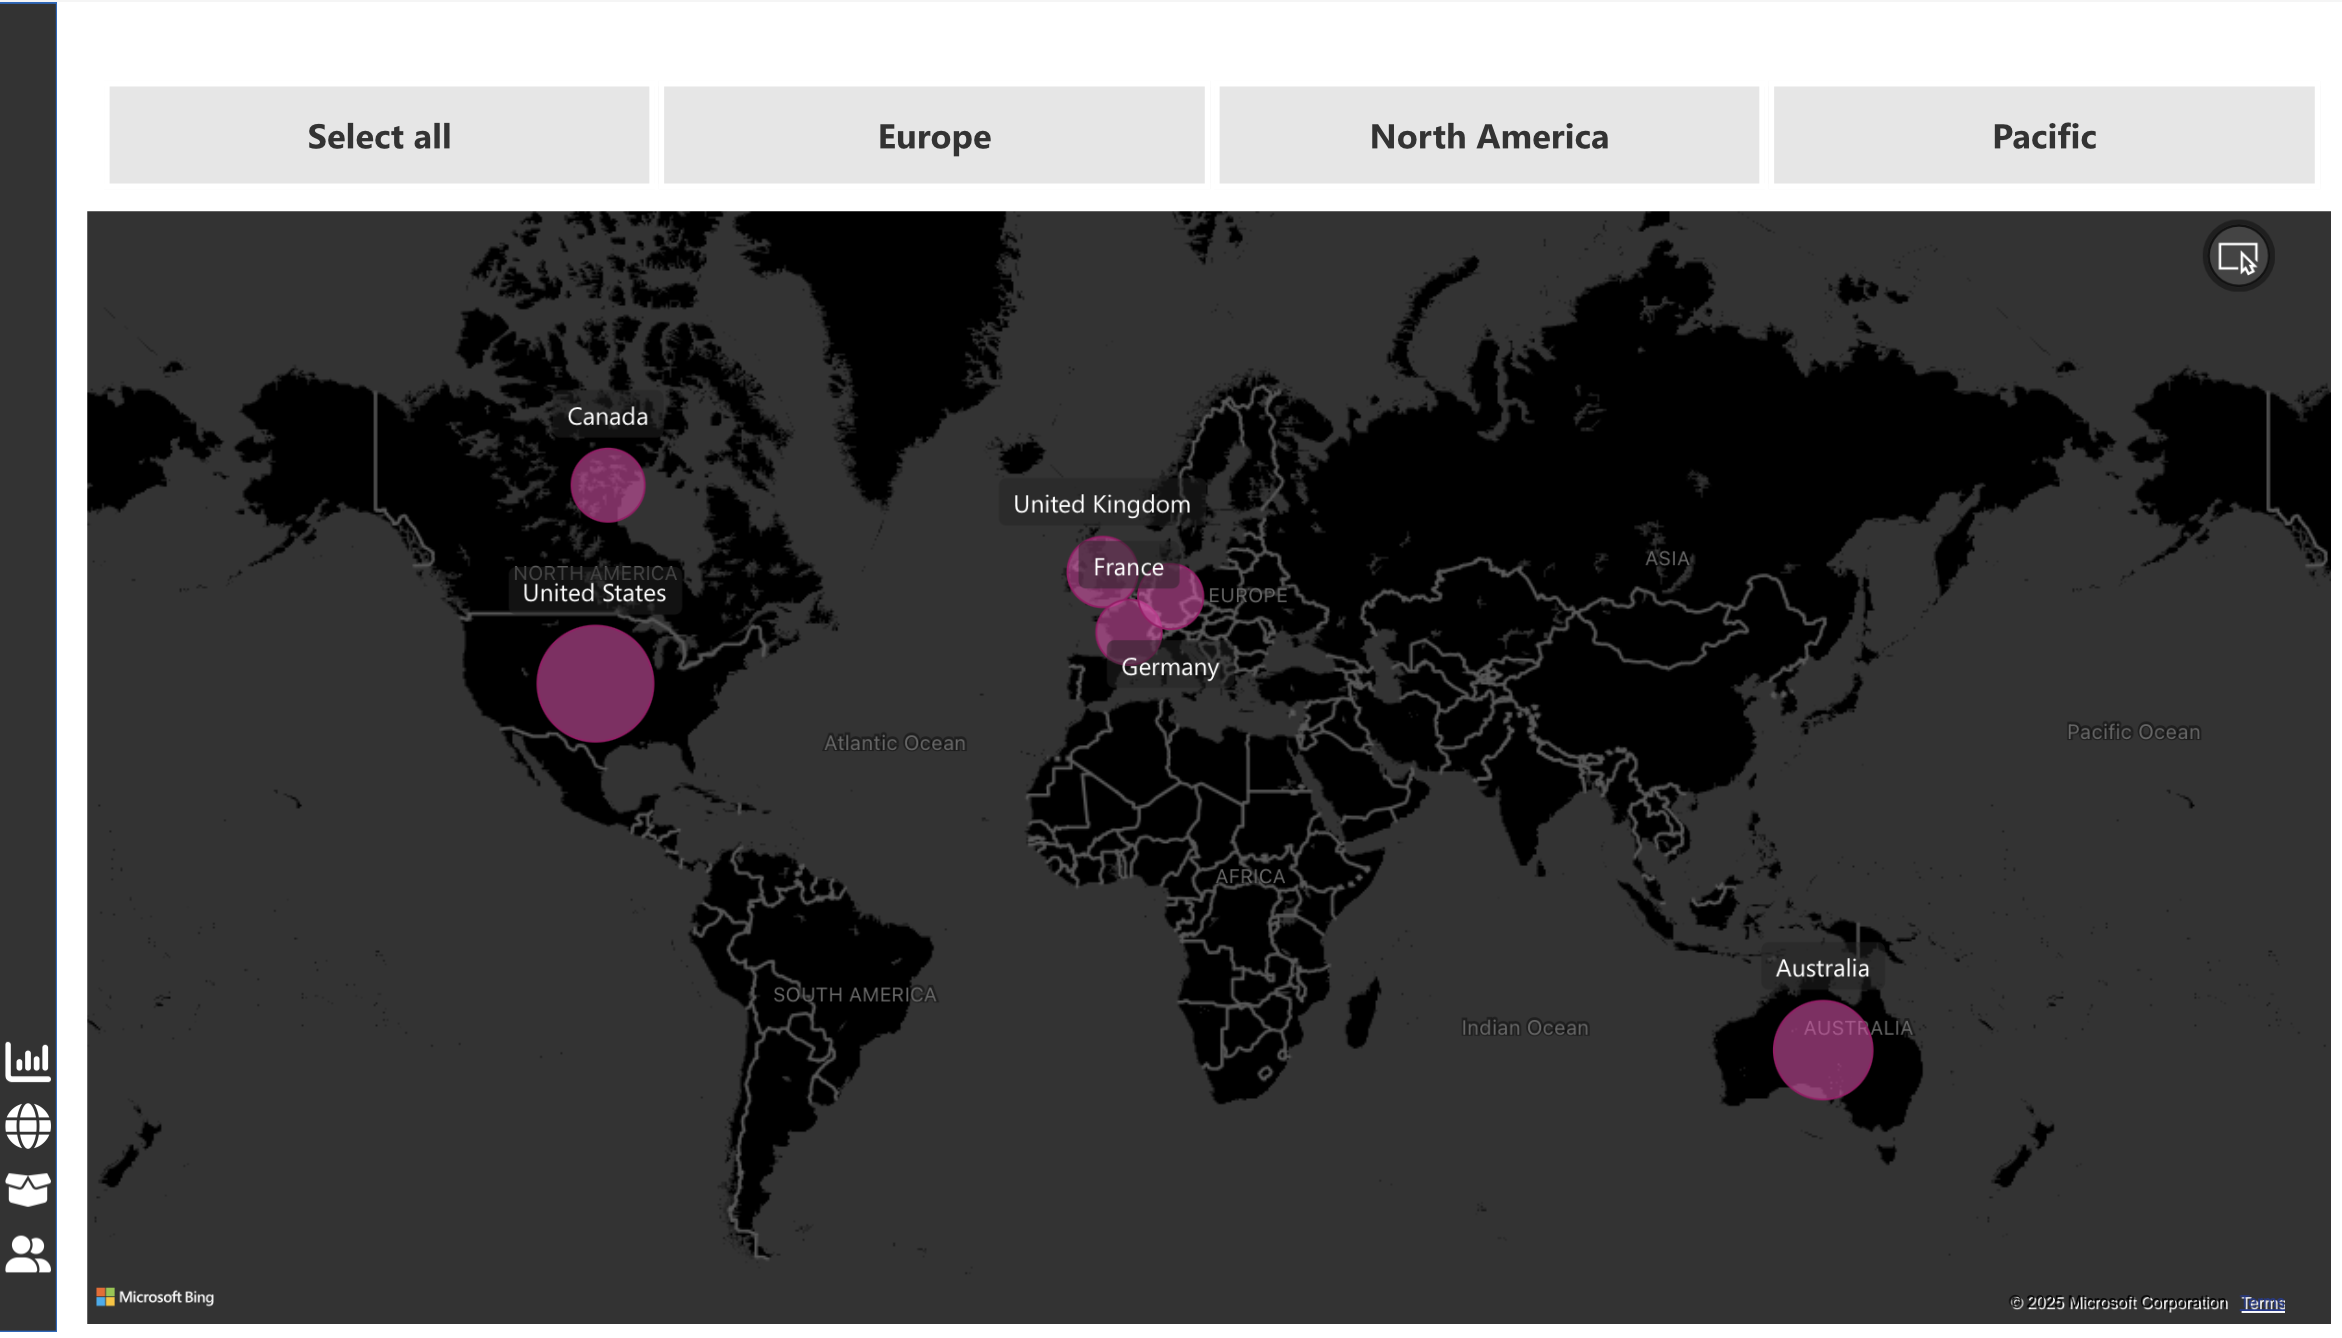 Select all
Europe
North America
Pacific
Canada
United Kingdom
NORTH AMERICA
United States
France
EUROPE
ASIA
Germany
Atlantic Ocean
Pacific Ocean
AFRICA
Australia
SOUTH AMERICA
Indian Ocean
AUSTRALIA
Microsoft Bing
© 2025 Microsoft Corporation Terms